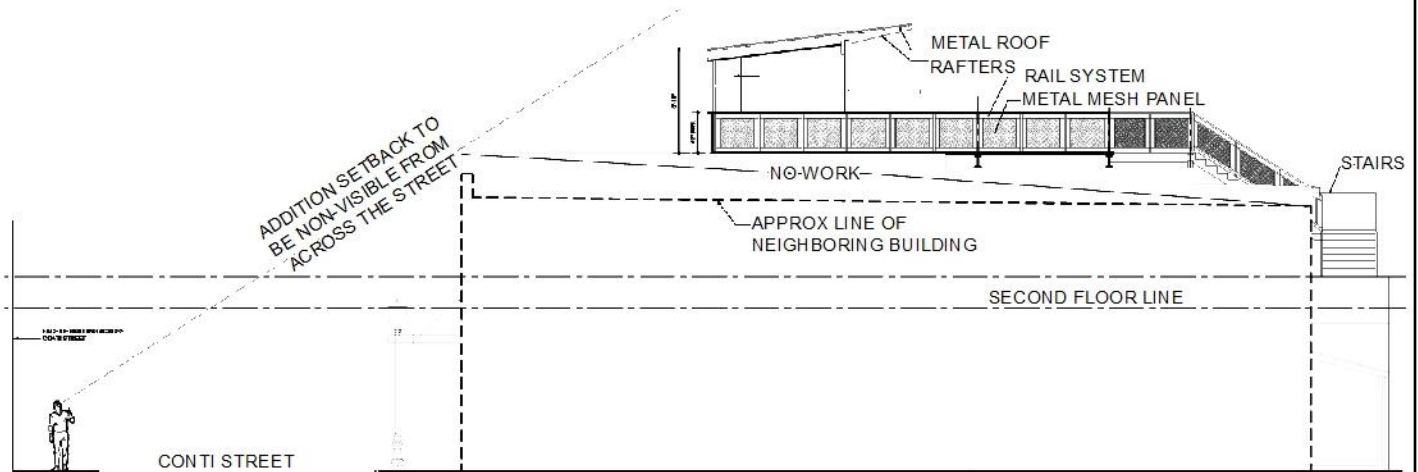 METAL ROOF
RAFTERS
RAIL SYSTEM
METAL MESH PANEL
ADDITION SETBACK TO
BE NON-VISIBLE FROM
ACROSS THE STREET
NO-WORK
STAIRS
APPROX LINE OF
NEIGHBORING BUILDING
SECOND FLOOR LINE
CONTI STREET